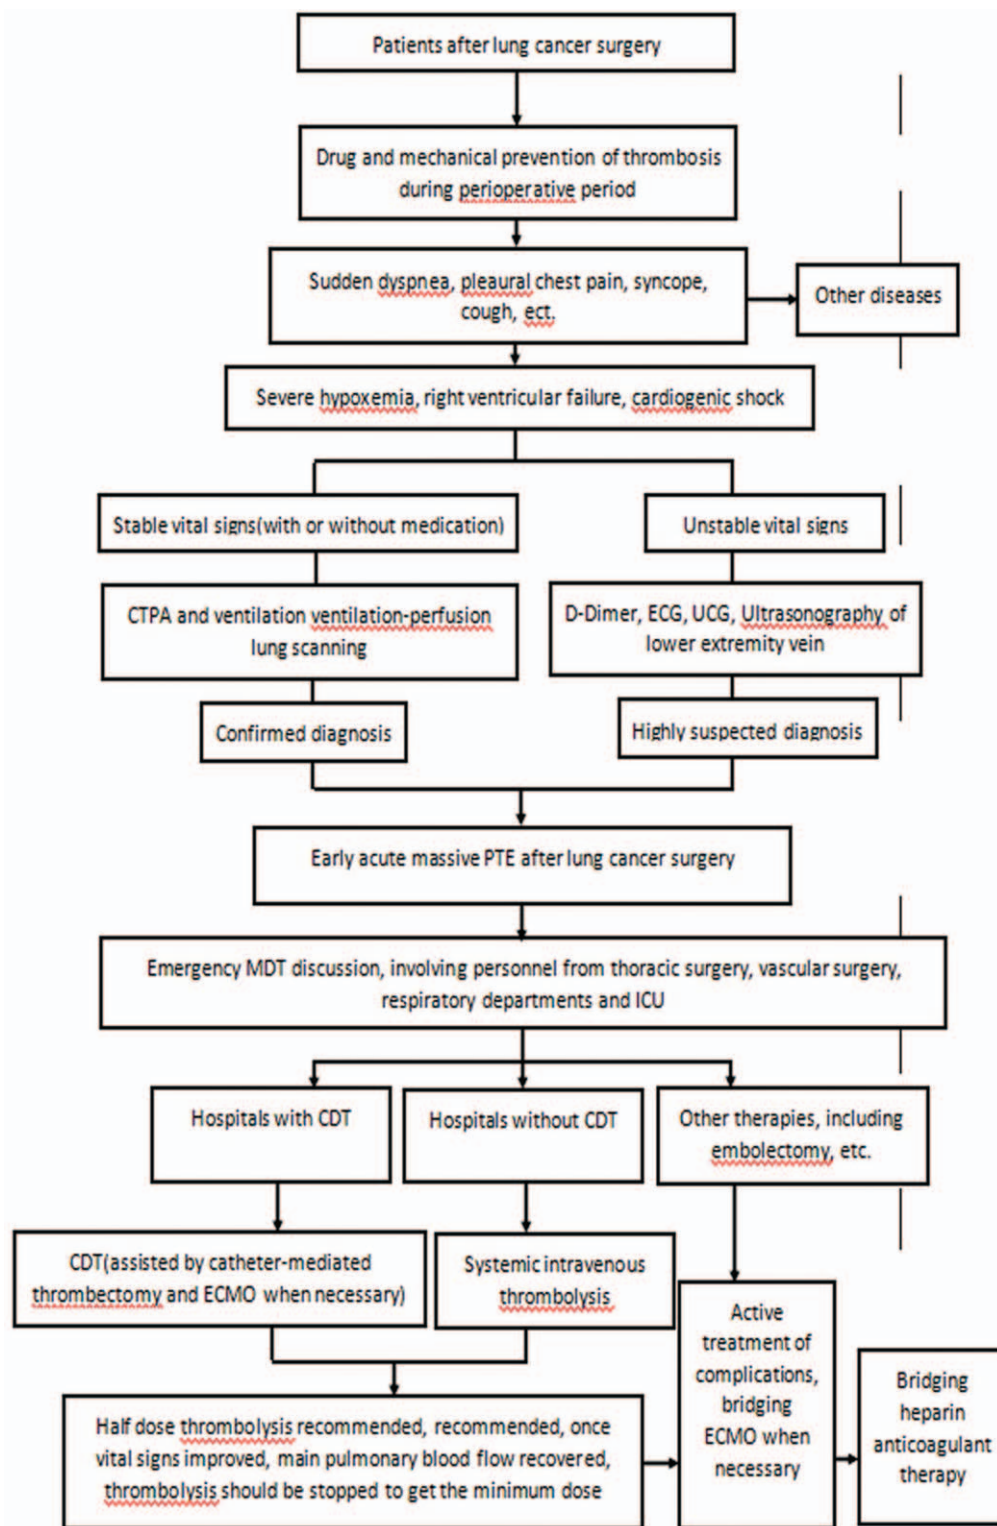 Patients after lung cancer surgery
Drug and mechanical prevention of thrombosis
during perioperative period
Sudden dyspnea, pleaural chest pain, syncope,
cough, ect.
Other diseases
Severe hypoxemia, right ventricular failure, cardiogenic shock
Stable vital signs(with or without medication)
Unstable vital signs
CTPA and ventilation ventilation-perfusion
lung scanning
D-Dimer, ECG, UCG, Ultrasonography of
lower extremity vein
Confirmed diagnosis
Highly suspected diagnosis
Early acute massive PTE after lung cancer surgery
Emergency MDT discussion, involving personnel from thoracic surgery, vascular surgery,
respiratory departments and ICU
Hospitals with CDT
Hospitals without CDT
Other therapies, including
embolectomy, etc.
CDT(assisted by catheter-mediated
thrombectomy and ECMO when necessary)
Systemic intravenous
thrombolysis
Active
treatment of
complications,
bridging
ECMO when
necessary
Bridging
heparin
anticoagulant
therapy
Half dose thrombolysis recommended, recommended, once
vital signs improved, main pulmonary blood flow recovered,
thrombolysis should be stopped to get the minimum dose